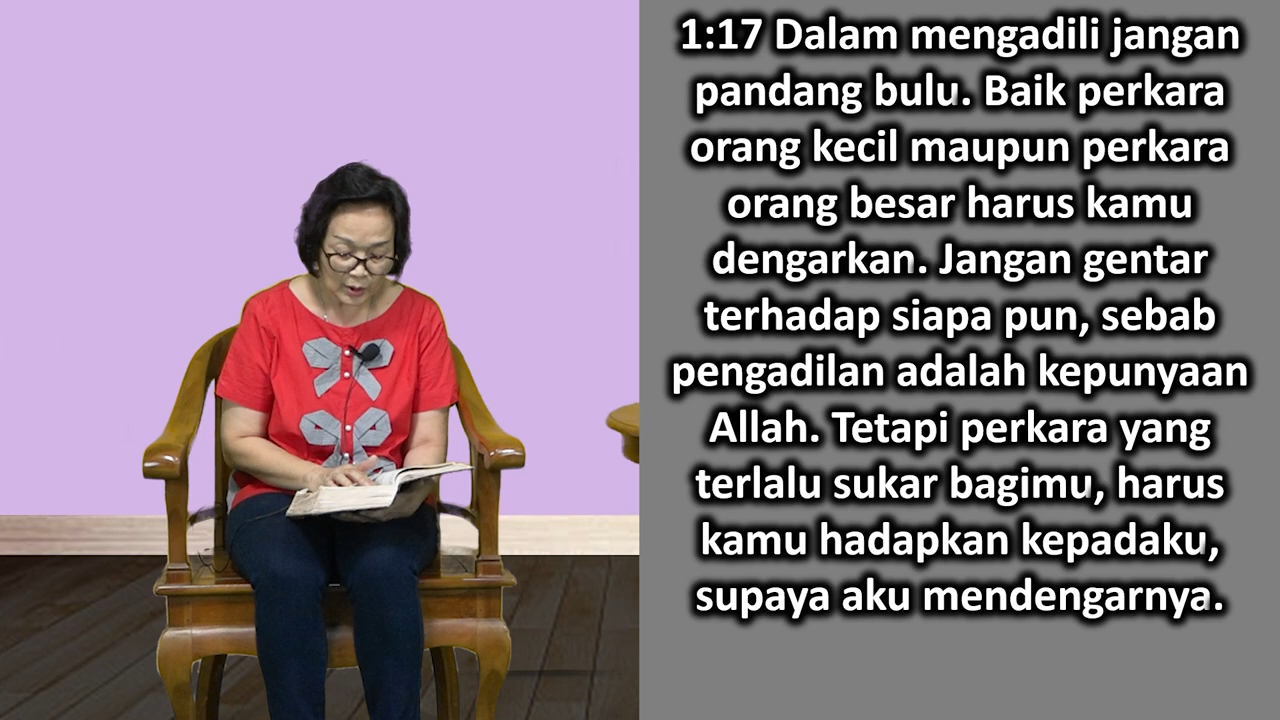 1:17 Dalam mengadili jangan
pandang bulu. Baik perkara
orang kecil maupun perkara
orang besar harus kamu
dengarkan. Jangan gentar
terhadap siapa pun, sebab
pengadilan adalah kepunyaan
Allah. Tetapi perkara yang
terlalu sukar bagimu, harus
kamu hadapkan kepadaku,
supaya aku mendengarnya.